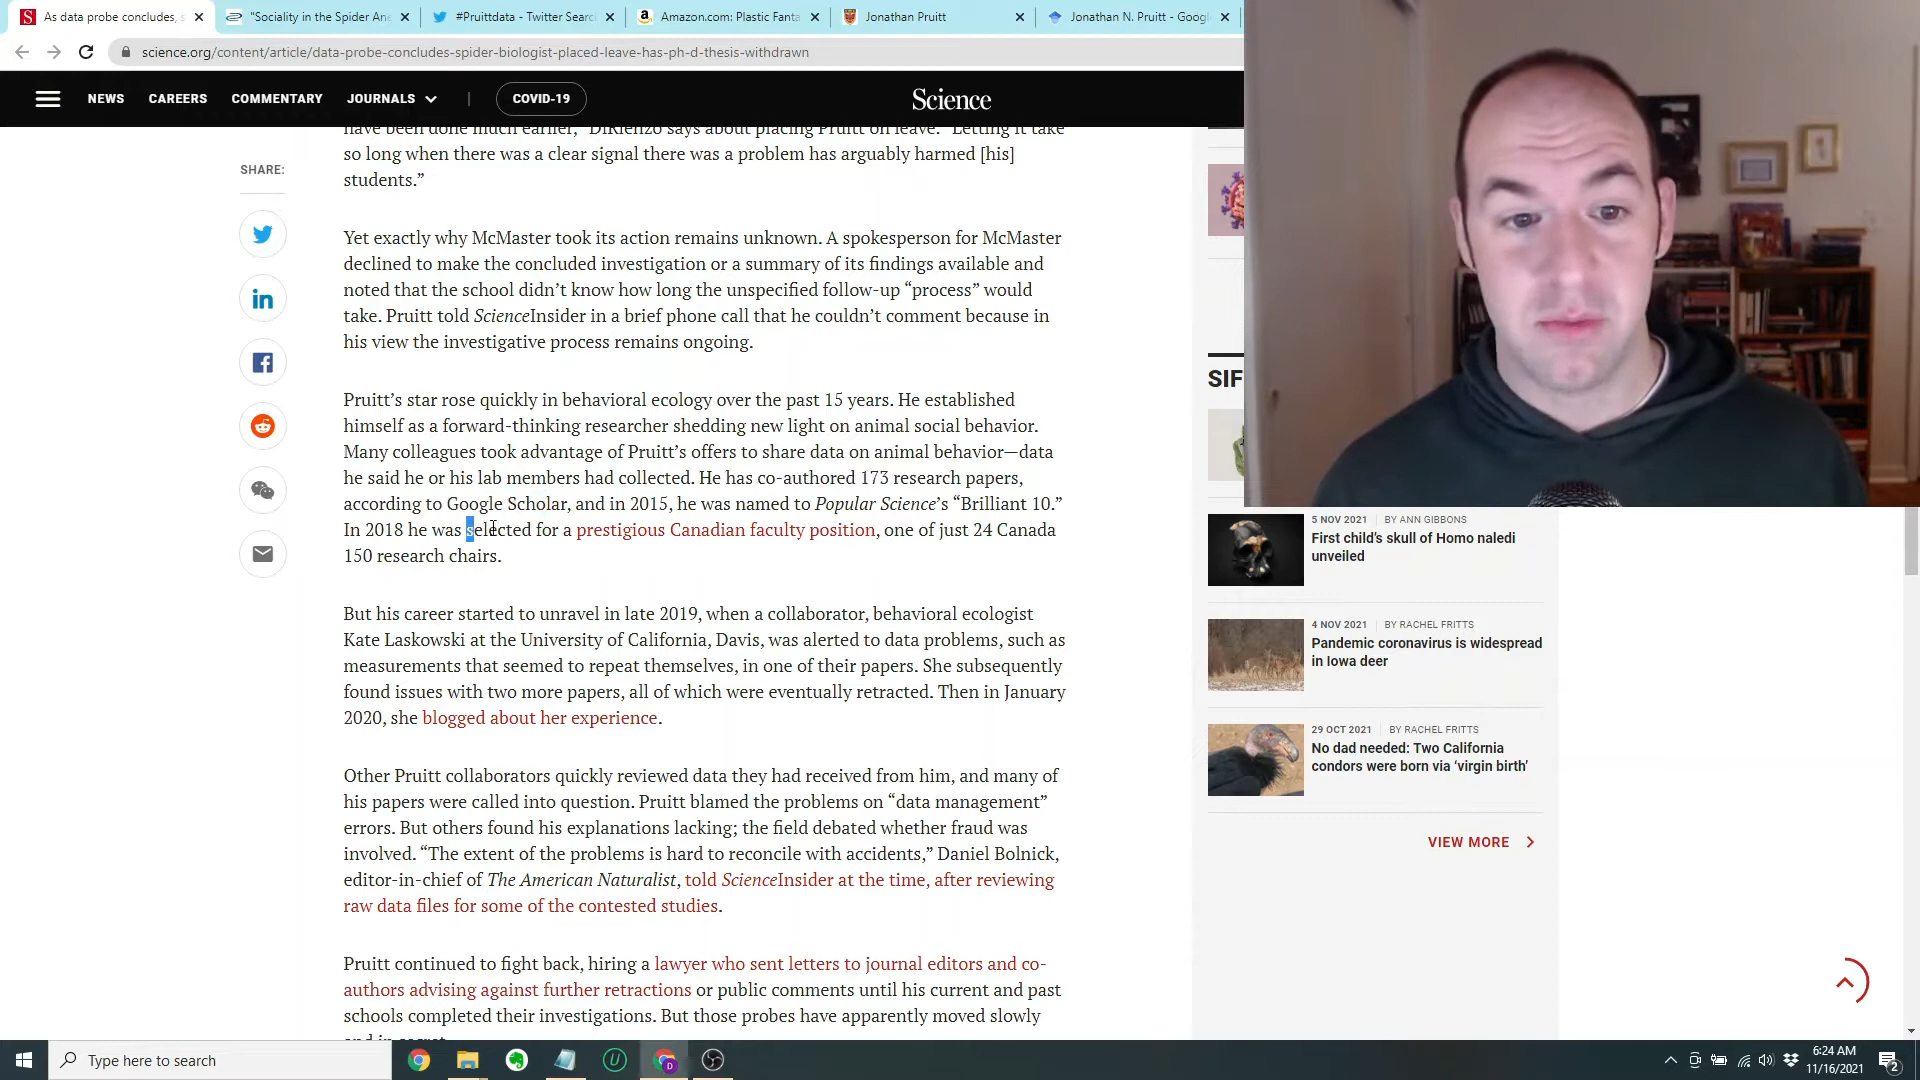 As data probe concludes, s
"Sociality in the Spider Ane
#Pruittdata - Twitter Searc
Amazon.com: Plastic Fanta
Jonathan Pruitt
Jonathan N. Pruitt - Googl
science.org/content/article/data-probe-concludes-spider-biologist-placed-leave-has-ph-d-thesis-withdrawn
NEWS CAREERS COMMENTARY JOURNALS COVID-19 Science
SHARE:
have been done much earlier," DiRienzo says about placing Pruitt on leave. "Letting it take
so long when there was a clear signal there was a problem has arguably harmed [his]
students.”
Yet exactly why McMaster took its action remains unknown. A spokesperson for McMaster
declined to make the concluded investigation or a summary of its findings available and
noted that the school didn’t know how long the unspecified follow-up “process” would
take. Pruitt told ScienceInsider in a brief phone call that he couldn’t comment because in
his view the investigative process remains ongoing.
Pruitt’s star rose quickly in behavioral ecology over the past 15 years. He established
himself as a forward-thinking researcher shedding new light on animal social behavior.
Many colleagues took advantage of Pruitt’s offers to share data on animal behavior—data
he said he or his lab members had collected. He has co-authored 173 research papers,
according to Google Scholar, and in 2015, he was named to Popular Science’s “Brilliant 10.”
In 2018 he was selected for a prestigious Canadian faculty position, one of just 24 Canada
150 research chairs.
But his career started to unravel in late 2019, when a collaborator, behavioral ecologist
Kate Laskowski at the University of California, Davis, was alerted to data problems, such as
measurements that seemed to repeat themselves, in one of their papers. She subsequently
found issues with two more papers, all of which were eventually retracted. Then in January
2020, she blogged about her experience.
Other Pruitt collaborators quickly reviewed data they had received from him, and many of
his papers were called into question. Pruitt blamed the problems on “data management”
errors. But others found his explanations lacking; the field debated whether fraud was
involved. “The extent of the problems is hard to reconcile with accidents,” Daniel Bolnick,
editor-in-chief of The American Naturalist, told ScienceInsider at the time, after reviewing
raw data files for some of the contested studies.
Pruitt continued to fight back, hiring a lawyer who sent letters to journal editors and co-
authors advising against further retractions or public comments until his current and past
schools completed their investigations. But those probes have apparently moved slowly
and in secret.
SIF
5 NOV 2021 BY ANN GIBBONS
First child’s skull of Homo naledi
unveiled
4 NOV 2021 BY RACHEL FRITTS
Pandemic coronavirus is widespread
in Iowa deer
29 OCT 2021 BY RACHEL FRITTS
No dad needed: Two California
condors were born via ‘virgin birth’
VIEW MORE
Type here to search
6:24 AM
11/16/2021
2